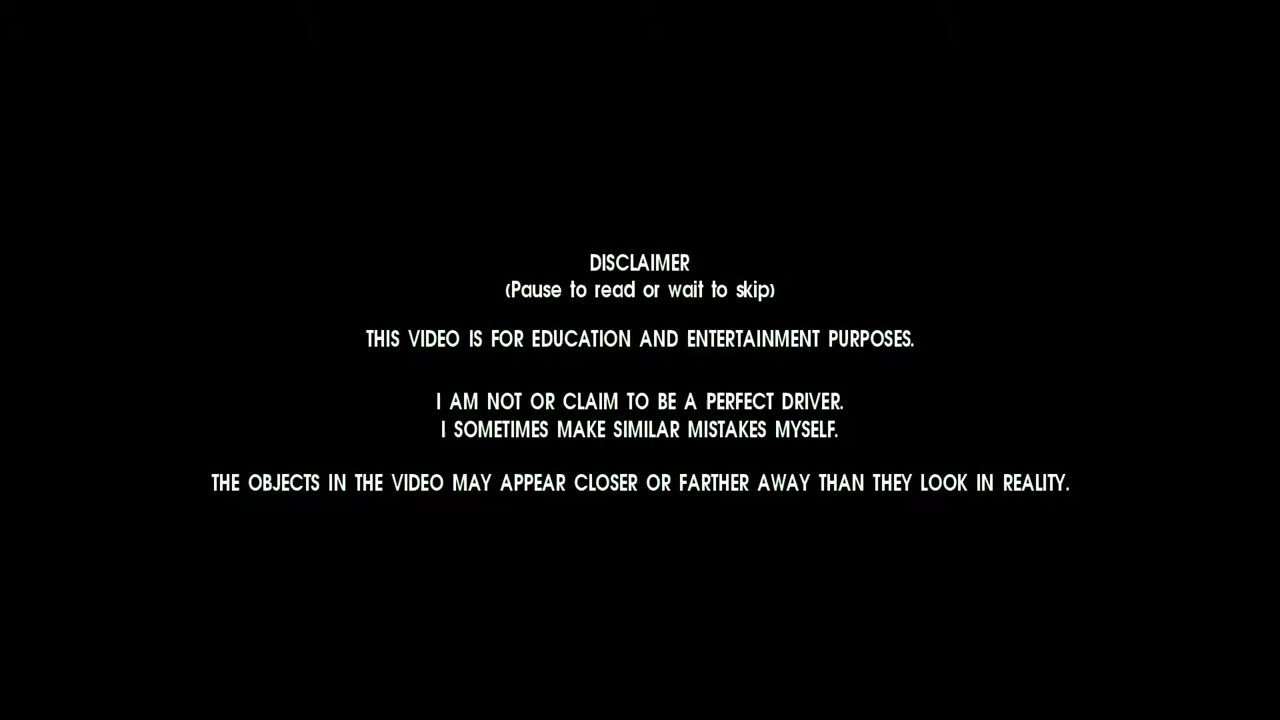 DISCLAIMER
(Pause to read or wait to skip)
THIS VIDEO IS FOR EDUCATION AND ENTERTAINMENT PURPOSES.
I AM NOT OR CLAIM TO BE A PERFECT DRIVER.
I SOMETIMES MAKE SIMILAR MISTAKES MYSELF.
THE OBJECTS IN THE VIDEO MAY APPEAR CLOSER OR FARTHER AWAY THAN THEY LOOK IN REALITY.